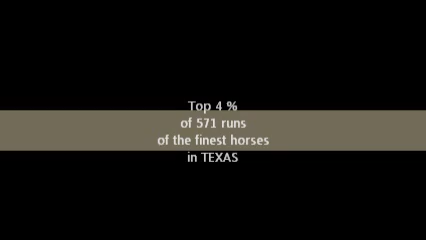 Top 4 %
of 571 runs
of the finest horses
in TEXAS